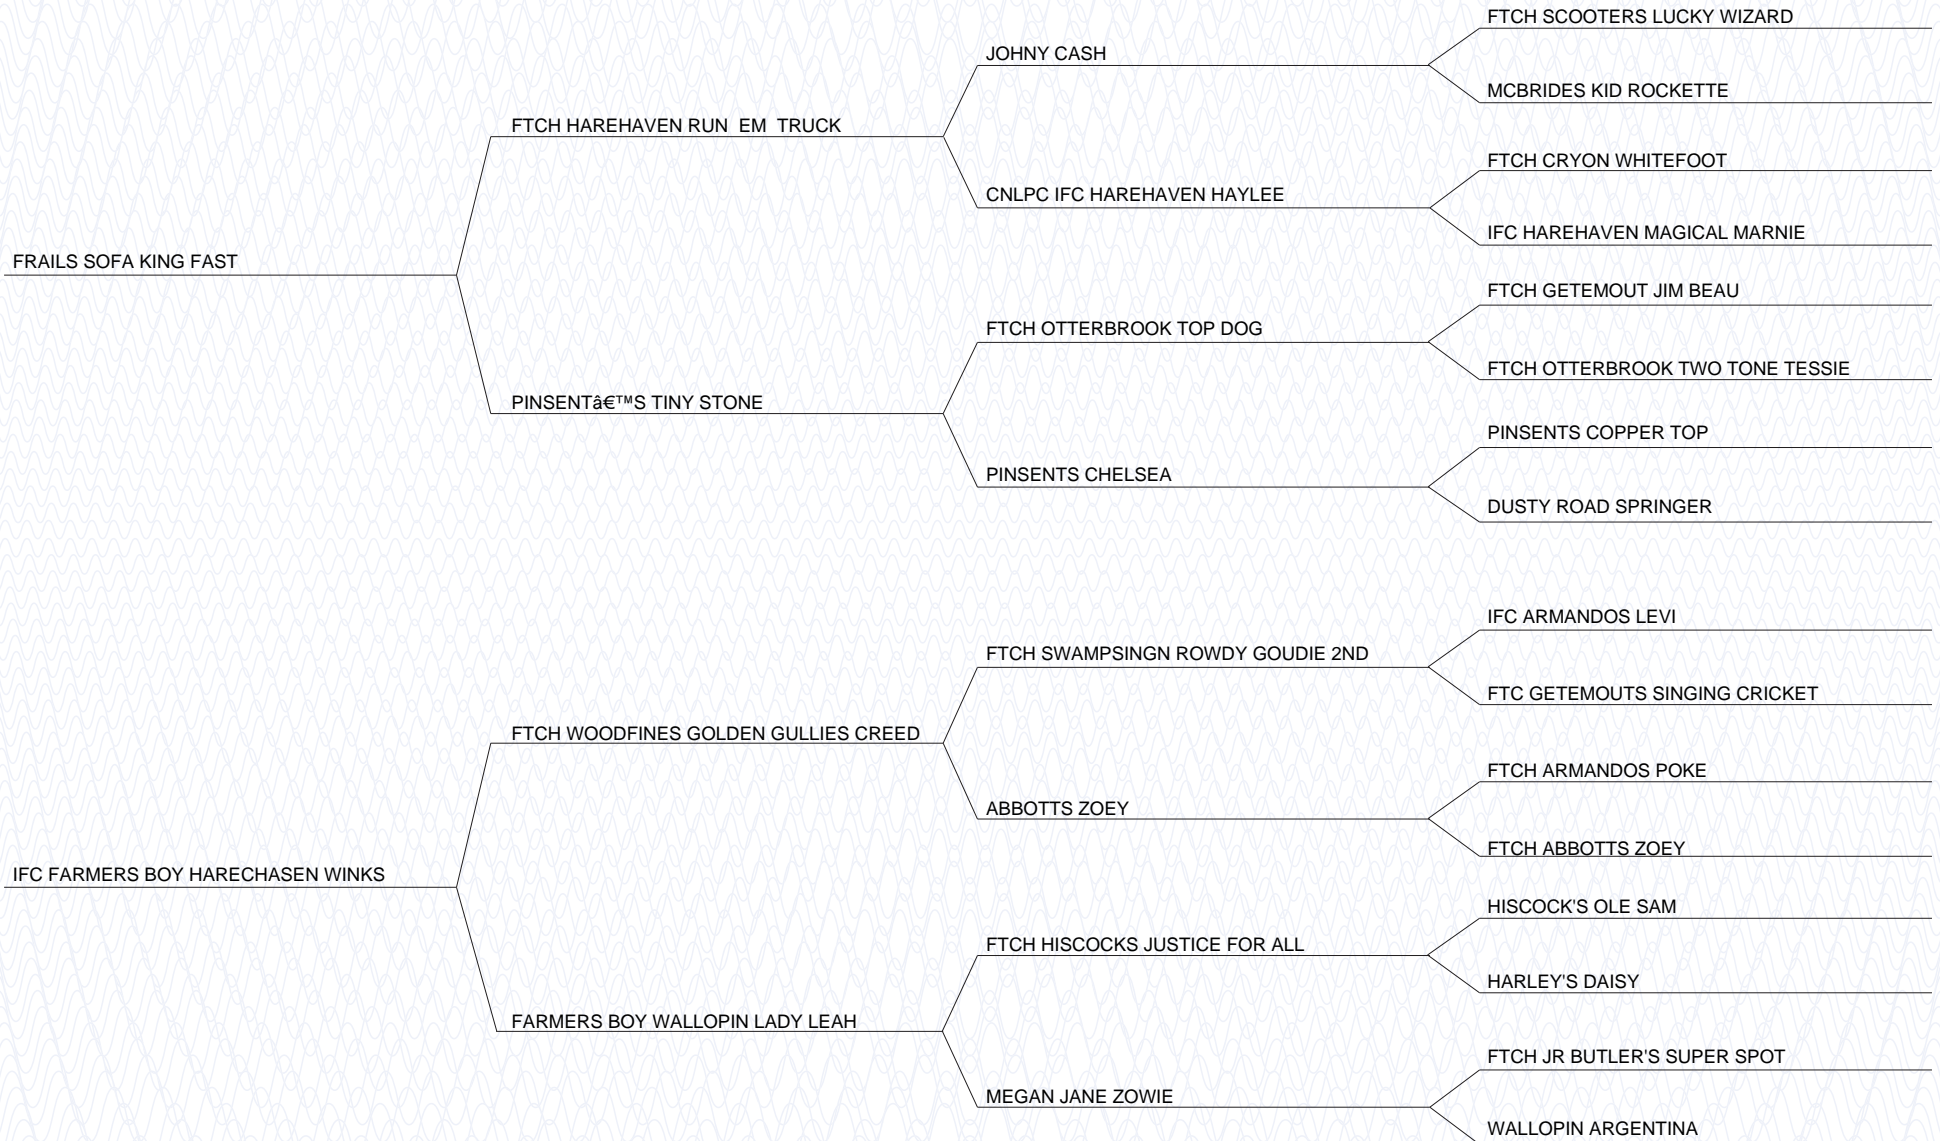 FTCH SCOOTERS LUCKY WIZARD
JOHNY CASH
MCBRIDES KID ROCKETTE
FTCH HAREHAVEN RUN  EM  TRUCK
FTCH CRYON WHITEFOOT
CNLPC IFC HAREHAVEN HAYLEE
IFC HAREHAVEN MAGICAL MARNIE
FRAILS SOFA KING FAST
FTCH GETEMOUT JIM BEAU
FTCH OTTERBROOK TOP DOG
FTCH OTTERBROOK TWO TONE TESSIE
PINSENT’S TINY STONE
PINSENTS COPPER TOP
PINSENTS CHELSEA
DUSTY ROAD SPRINGER
IFC ARMANDOS LEVI
FTCH SWAMPSINGN ROWDY GOUDIE 2ND
FTC GETEMOUTS SINGING CRICKET
FTCH WOODFINES GOLDEN GULLIES CREED
FTCH ARMANDOS POKE
ABBOTTS ZOEY
FTCH ABBOTTS ZOEY
IFC FARMERS BOY HARECHASEN WINKS
HISCOCK'S OLE SAM
FTCH HISCOCKS JUSTICE FOR ALL
HARLEY'S DAISY
FARMERS BOY WALLOPIN LADY LEAH
FTCH JR BUTLER'S SUPER SPOT
MEGAN JANE ZOWIE
WALLOPIN ARGENTINA